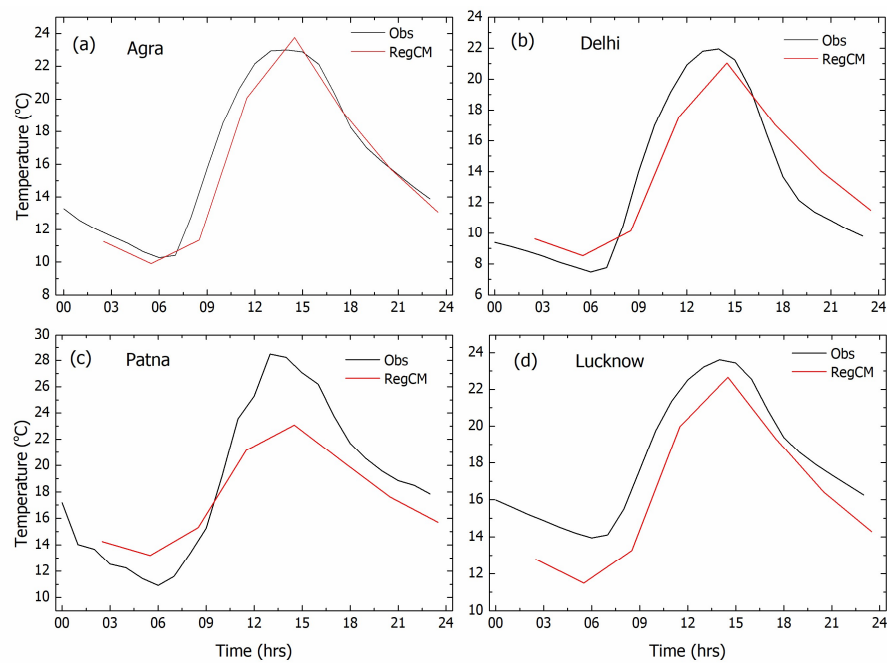 (a) Agra
Obs
RegCM
Temperature (°C)
24
22
20
18
16
14
12
10
8
00 03 06 09 12 15 18 21 24
(b) Delhi
Obs
RegCM
22
20
18
16
14
12
10
8
6
00 03 06 09 12 15 18 21 24
(c) Patna
Obs
RegCM
Temperature (°C)
30
28
26
24
22
20
18
16
14
12
10
00 03 06 09 12 15 18 21 24
Time (hrs)
(d) Lucknow
Obs
RegCM
24
22
20
18
16
14
12
10
00 03 06 09 12 15 18 21 24
Time (hrs)